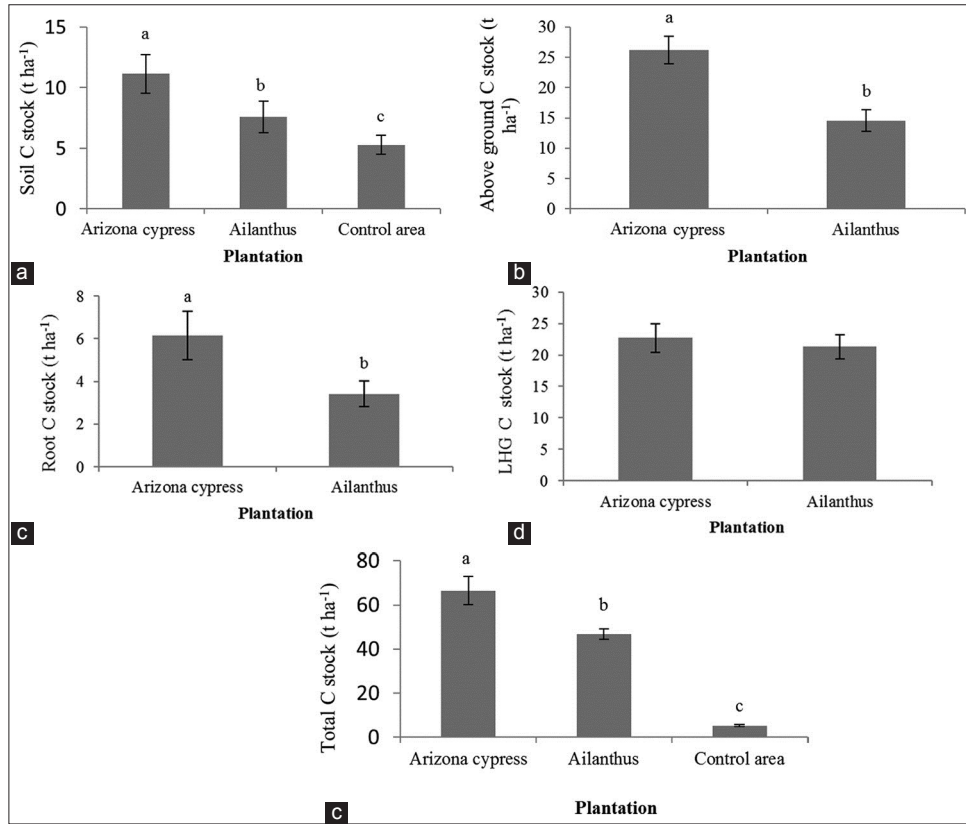 Soil C stock (t ha-1)
15
10
5
0
a
b
c
Arizona cypress Ailanthus Control area
Plantation
a
Above ground C stock (t
ha-1)
30
25
20
15
10
5
0
a
b
Arizona cypress Ailanthus
Plantation
b
Root C stock (t ha-1)
8
6
4
2
0
a
b
Arizona cypress Ailanthus
Plantation
c
LHG C stock (t ha-1)
30
25
20
15
10
5
0
Arizona cypress Ailanthus
Plantation
d
Total C stock (t ha-1)
80
60
40
20
0
a
b
c
Arizona cypress Ailanthus Control area
Plantation
c